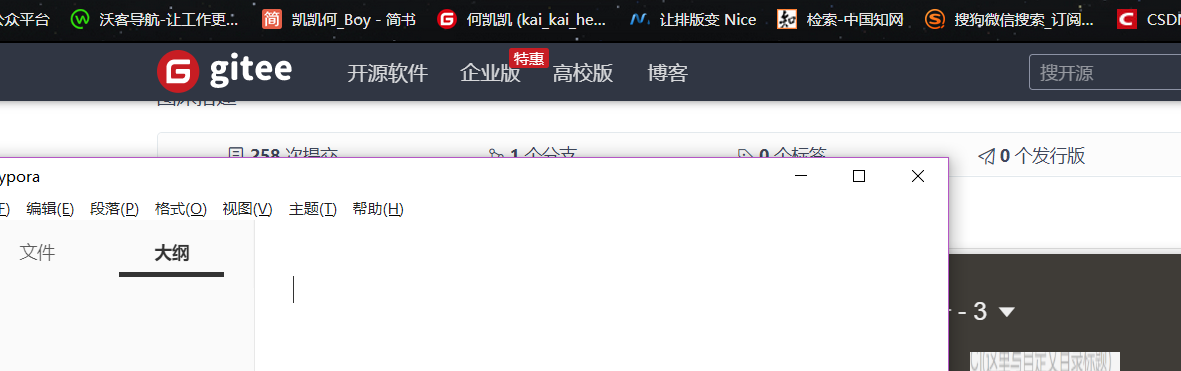 众平台 沃客导航-让工作更... 简 凯凯何_Boy - 简书 G 何凯凯 (kai_kai_he... 让排版变 Nice 知 检索-中国知网 S 搜狗微信搜索_订阅... C CSDN
特惠
G gitee 开源软件 企业版 高校版 博客 搜开源
258 次提交 1 个分支 0 个标签 0 个发行版
ypora
F) 编辑(E) 段落(P) 格式(O) 视图(V) 主题(T) 帮助(H)
文件 大纲
- 3